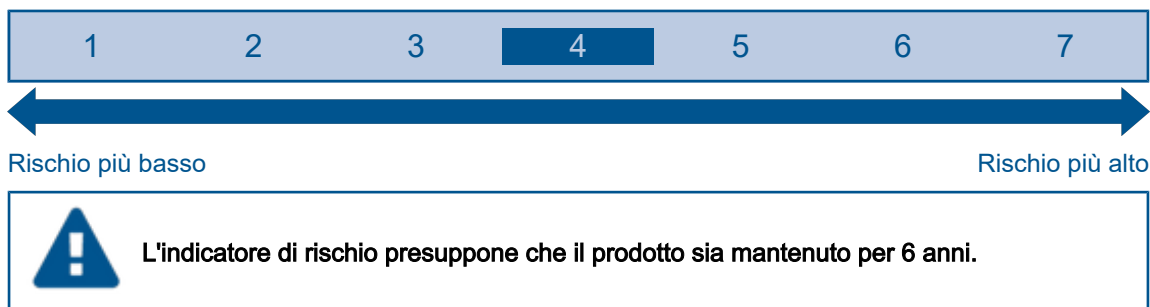 1 2 3 4 5 6 7
Rischio più basso Rischio più alto
L'indicatore di rischio presuppone che il prodotto sia mantenuto per 6 anni.